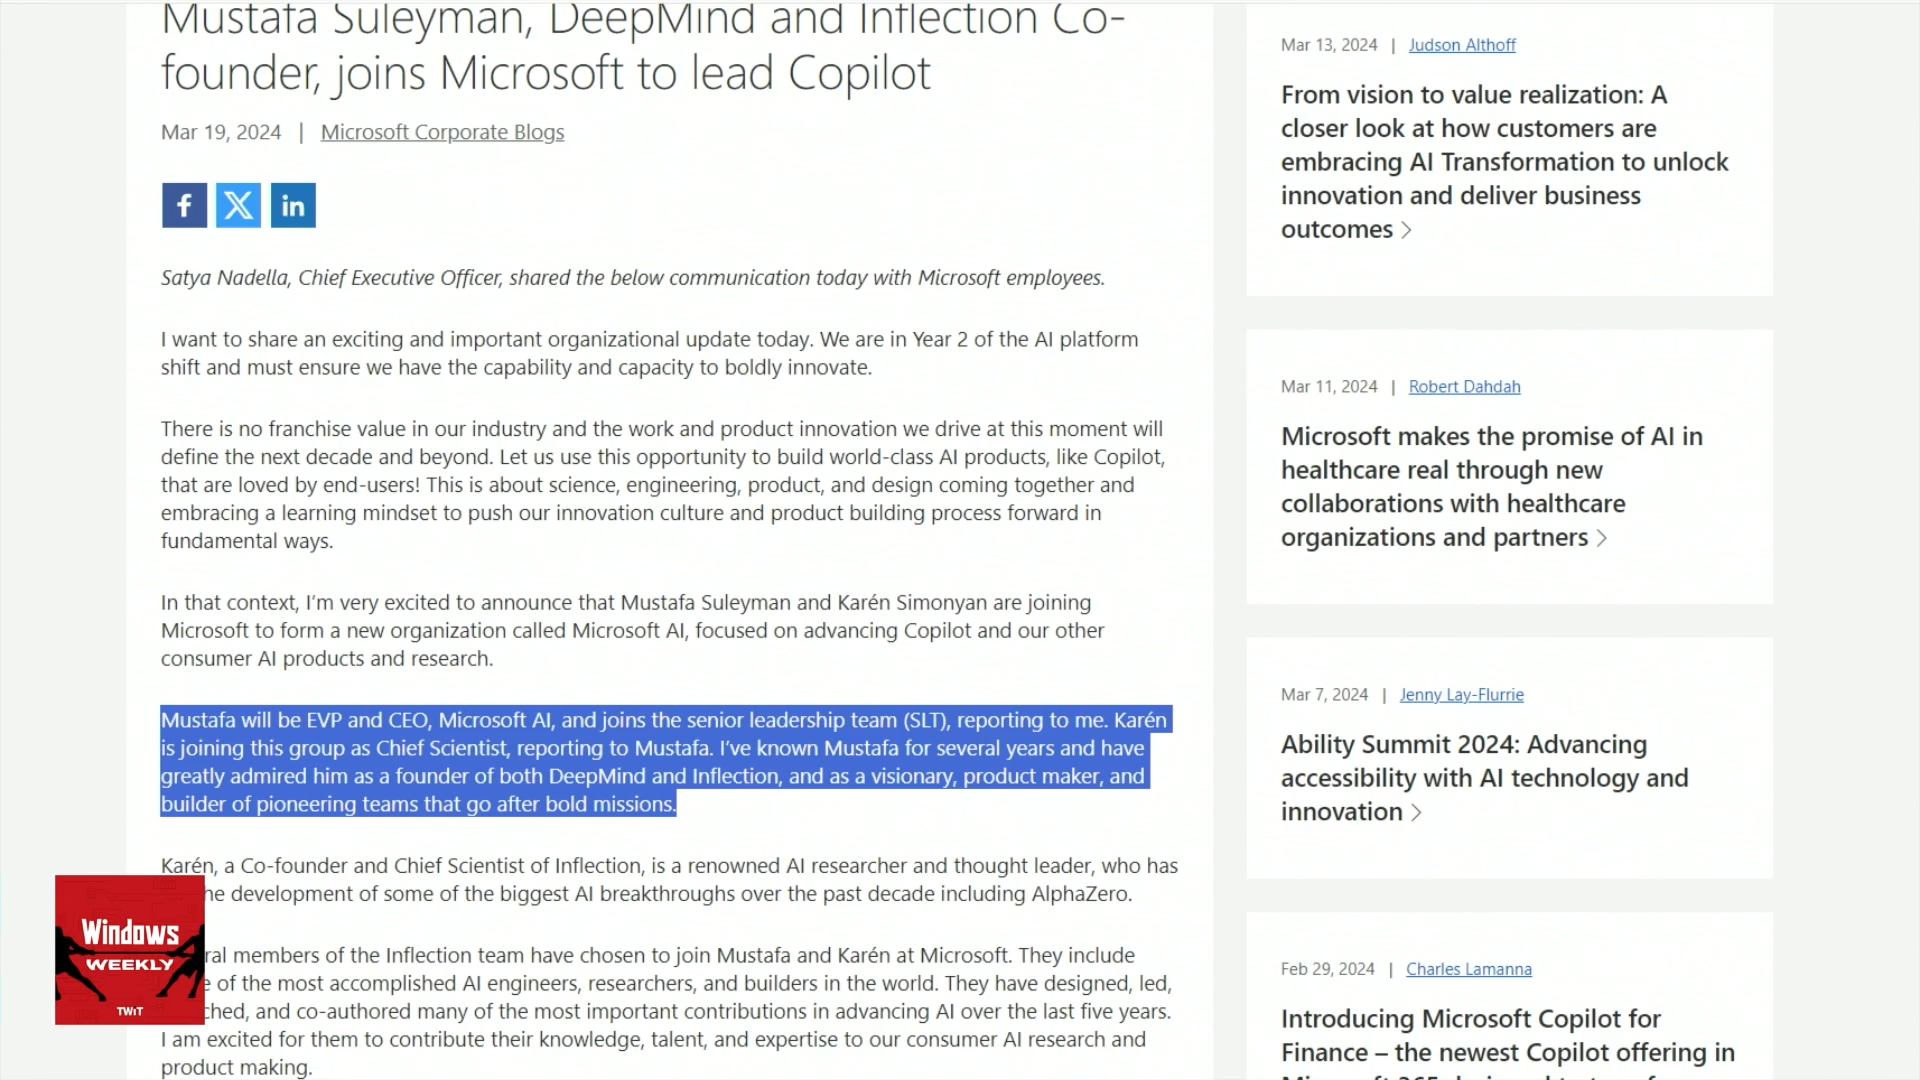 Mustafa Suleyman, DeepMind and Inflection Co-
founder, joins Microsoft to lead Copilot
Mar 19, 2024 | Microsoft Corporate Blogs
f X in
Satya Nadella, Chief Executive Officer, shared the below communication today with Microsoft employees.
I want to share an exciting and important organizational update today. We are in Year 2 of the AI platform
shift and must ensure we have the capability and capacity to boldly innovate.
There is no franchise value in our industry and the work and product innovation we drive at this moment will
define the next decade and beyond. Let us use this opportunity to build world-class AI products, like Copilot,
that are loved by end-users! This is about science, engineering, product, and design coming together and
embracing a learning mindset to push our innovation culture and product building process forward in
fundamental ways.
In that context, I’m very excited to announce that Mustafa Suleyman and Karén Simonyan are joining
Microsoft to form a new organization called Microsoft AI, focused on advancing Copilot and our other
consumer AI products and research.
Mustafa will be EVP and CEO, Microsoft AI, and joins the senior leadership team (SLT), reporting to me. Karén
is joining this group as Chief Scientist, reporting to Mustafa. I’ve known Mustafa for several years and have
greatly admired him as a founder of both DeepMind and Inflection, and as a visionary, product maker, and
builder of pioneering teams that go after bold missions.
Karén, a Co-founder and Chief Scientist of Inflection, is a renowned AI researcher and thought leader, who has
development of some of the biggest AI breakthroughs over the past decade including AlphaZero.
members of the Inflection team have chosen to join Mustafa and Karén at Microsoft. They include
of the most accomplished AI engineers, researchers, and builders in the world. They have designed, led,
and co-authored many of the most important contributions in advancing AI over the last five years.
I am excited for them to contribute their knowledge, talent, and expertise to our consumer AI research and
product making.
Windows
WEEKLY
TWiT
Mar 13, 2024 | Judson Althoff
From vision to value realization: A
closer look at how customers are
embracing AI Transformation to unlock
innovation and deliver business
outcomes >
Mar 11, 2024 | Robert Dahdah
Microsoft makes the promise of AI in
healthcare real through new
collaborations with healthcare
organizations and partners >
Mar 7, 2024 | Jenny Lay-Flurrie
Ability Summit 2024: Advancing
accessibility with AI technology and
innovation >
Feb 29, 2024 | Charles Lamanna
Introducing Microsoft Copilot for
Finance – the newest Copilot offering in